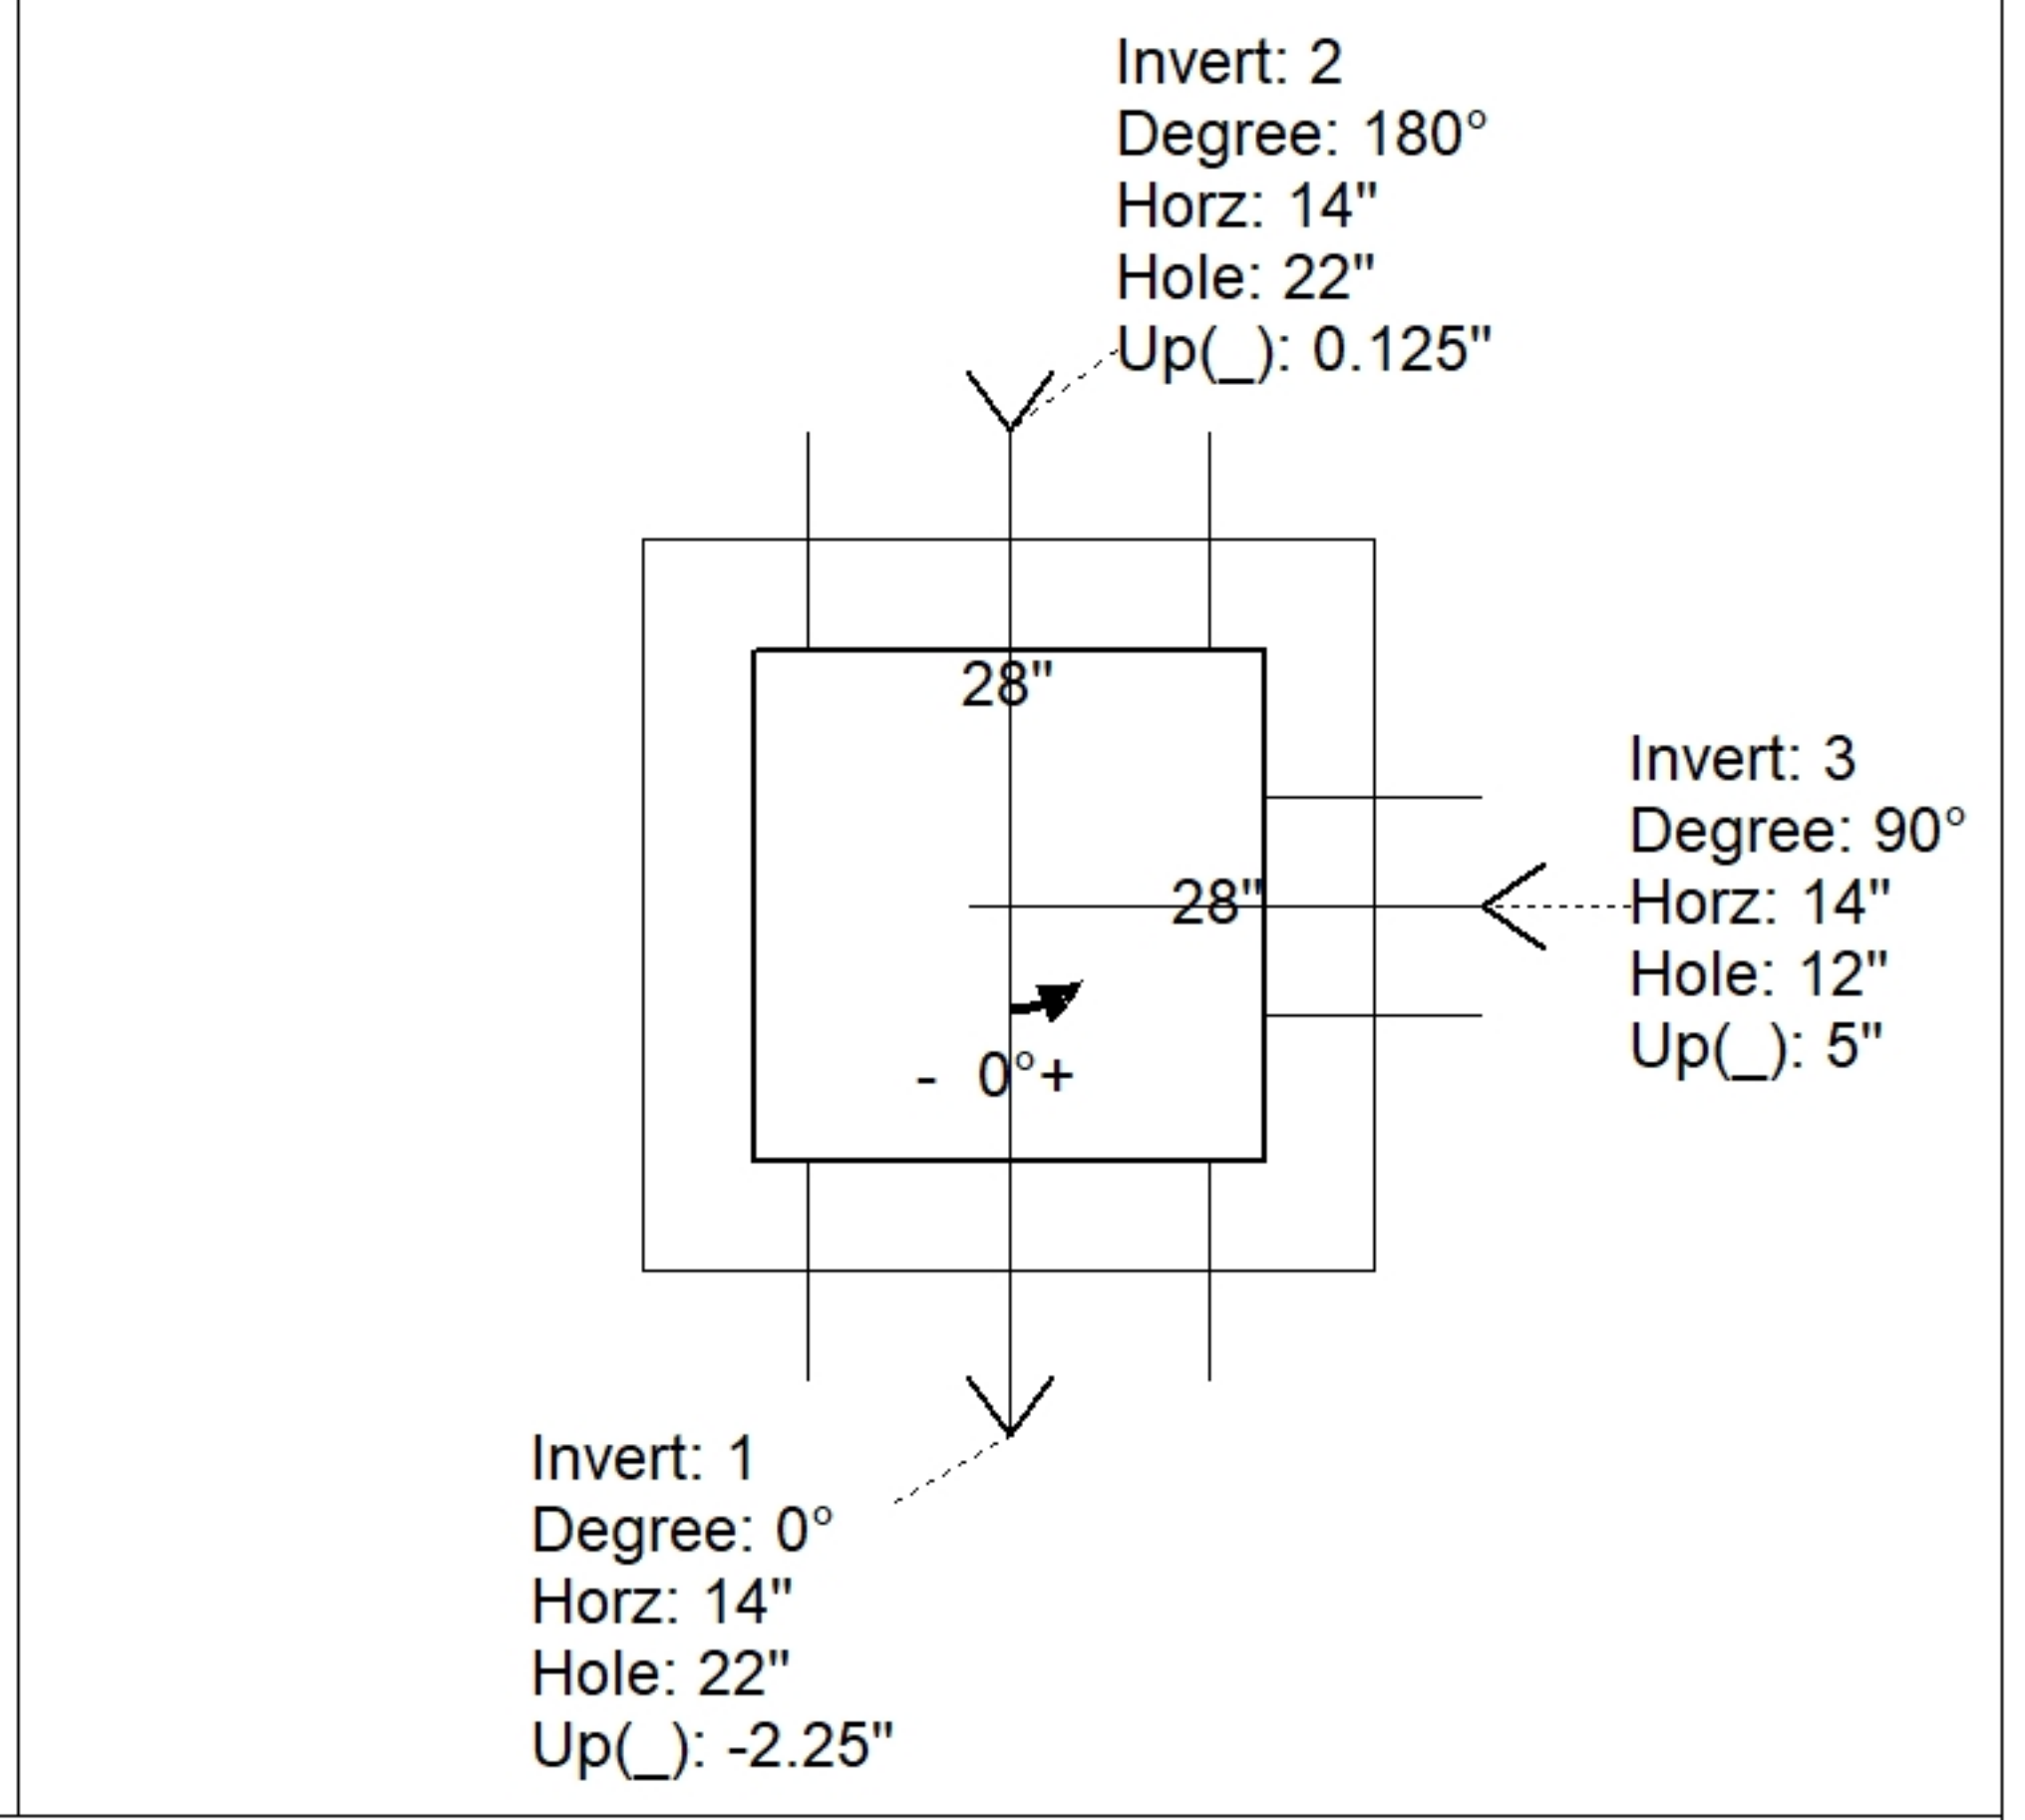 Invert: 2
Degree: 180°
Horz: 14"
Hole: 22"
Up(_): 0.125"
28"
28"
- 0°+
Invert: 3
Degree: 90°
Horz: 14"
Hole: 12"
Up(_): 5"
Invert: 1
Degree: 0°
Horz: 14"
Hole: 22"
Up(_): -2.25"